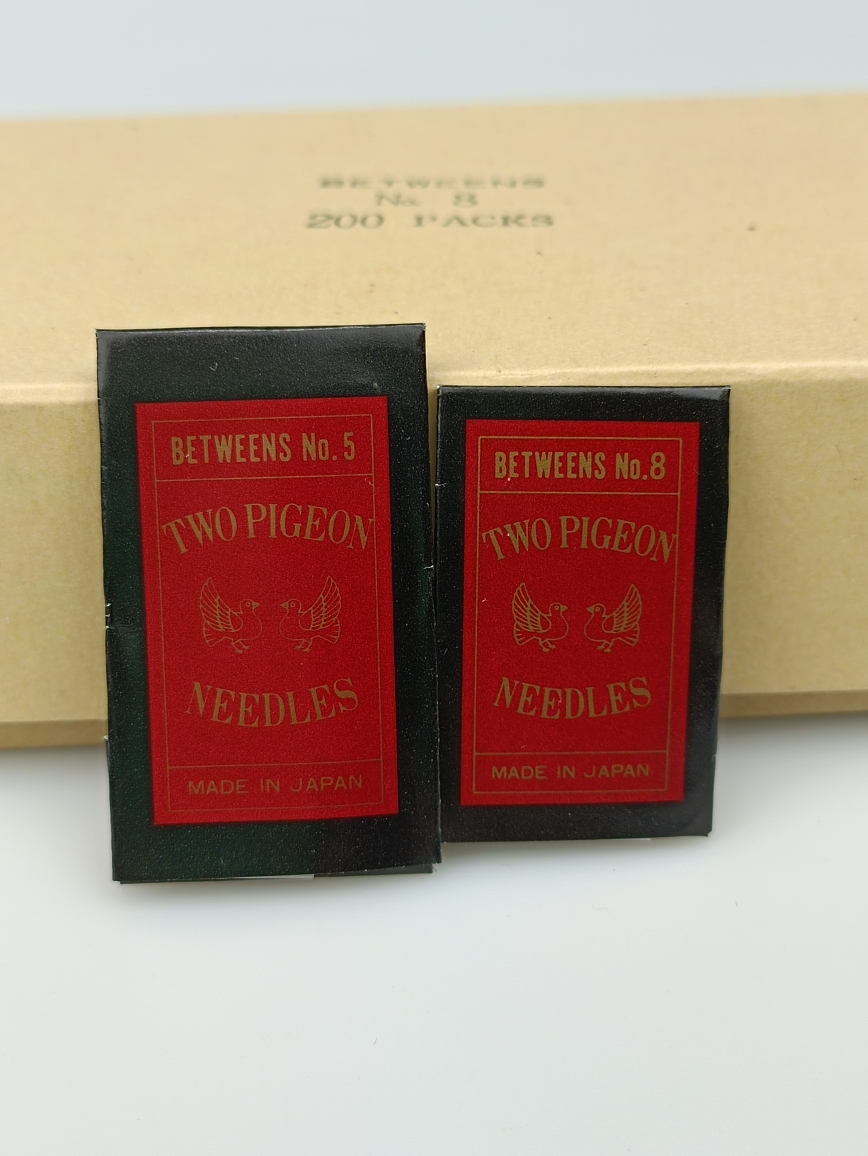 BETWEENS
No. 8
200 PACKS
BETWEENS No. 5
TWO PIGEON
NEEDLES
MADE IN JAPAN
BETWEENS No.8
TWO PIGEON
NEEDLES
MADE IN JAPAN